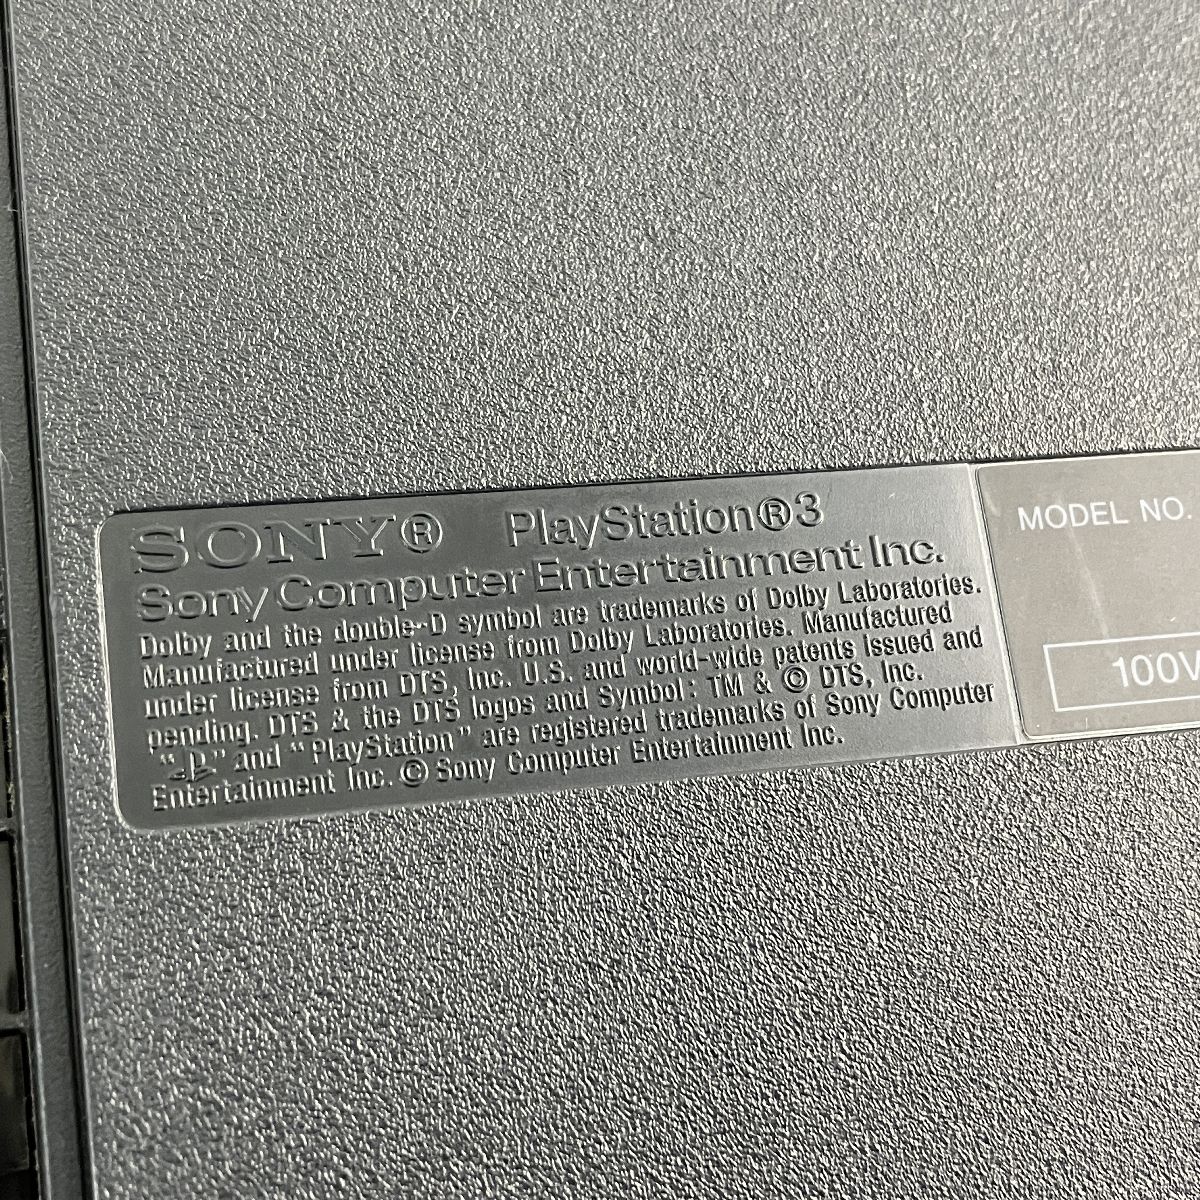 SONY® PlayStation®3
Sony Computer Entertainment Inc.
Dolby and the double-D symbol are trademarks of Dolby Laboratories.
Manufactured under license from Dolby Laboratories. Manufactured
under license from DTS, Inc. U.S. and world-wide patents issued and
pending. DTS & the DTS logos and Symbol: TM & © DTS, Inc.
" " and "PlayStation" are registered trademarks of Sony Computer
Entertainment Inc. © Sony Computer Entertainment Inc.
MODEL NO.
100V